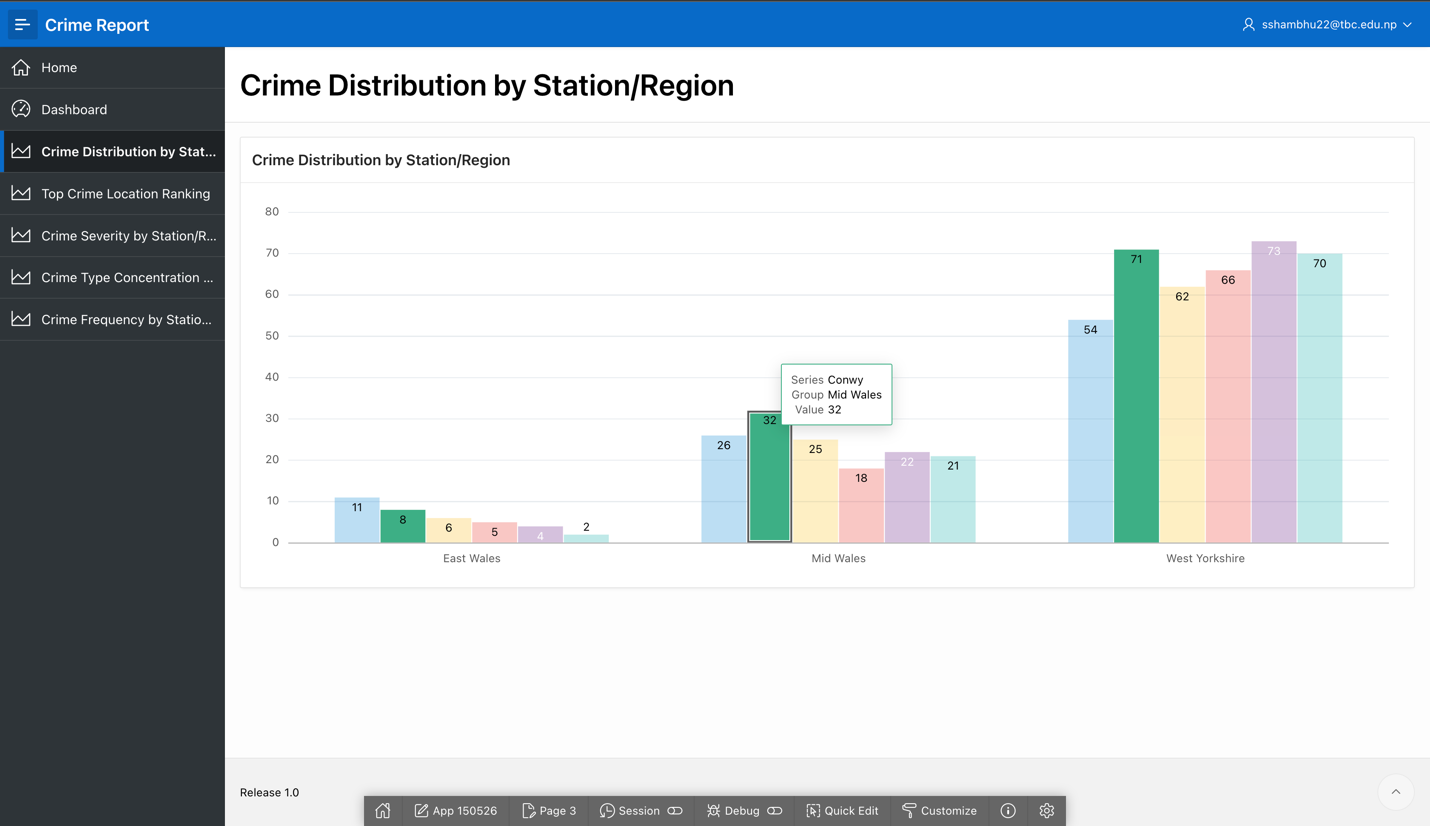 Crime Report
sshambhu22@tbc.edu.np
Home
Dashboard
Crime Distribution by Stat...
Top Crime Location Ranking
Crime Severity by Station/R...
Crime Type Concentration ...
Crime Frequency by Statio...
Crime Distribution by Station/Region
Crime Distribution by Station/Region
80
70
60
50
40
30
20
10
0
11
8
6
5
4
2
26
32
25
18
22
21
54
71
62
66
73
70
Series Conwy
Group Mid Wales
Value 32
East Wales
Mid Wales
West Yorkshire
Release 1.0
App 150526
Page 3
Session
Debug
Quick Edit
Customize